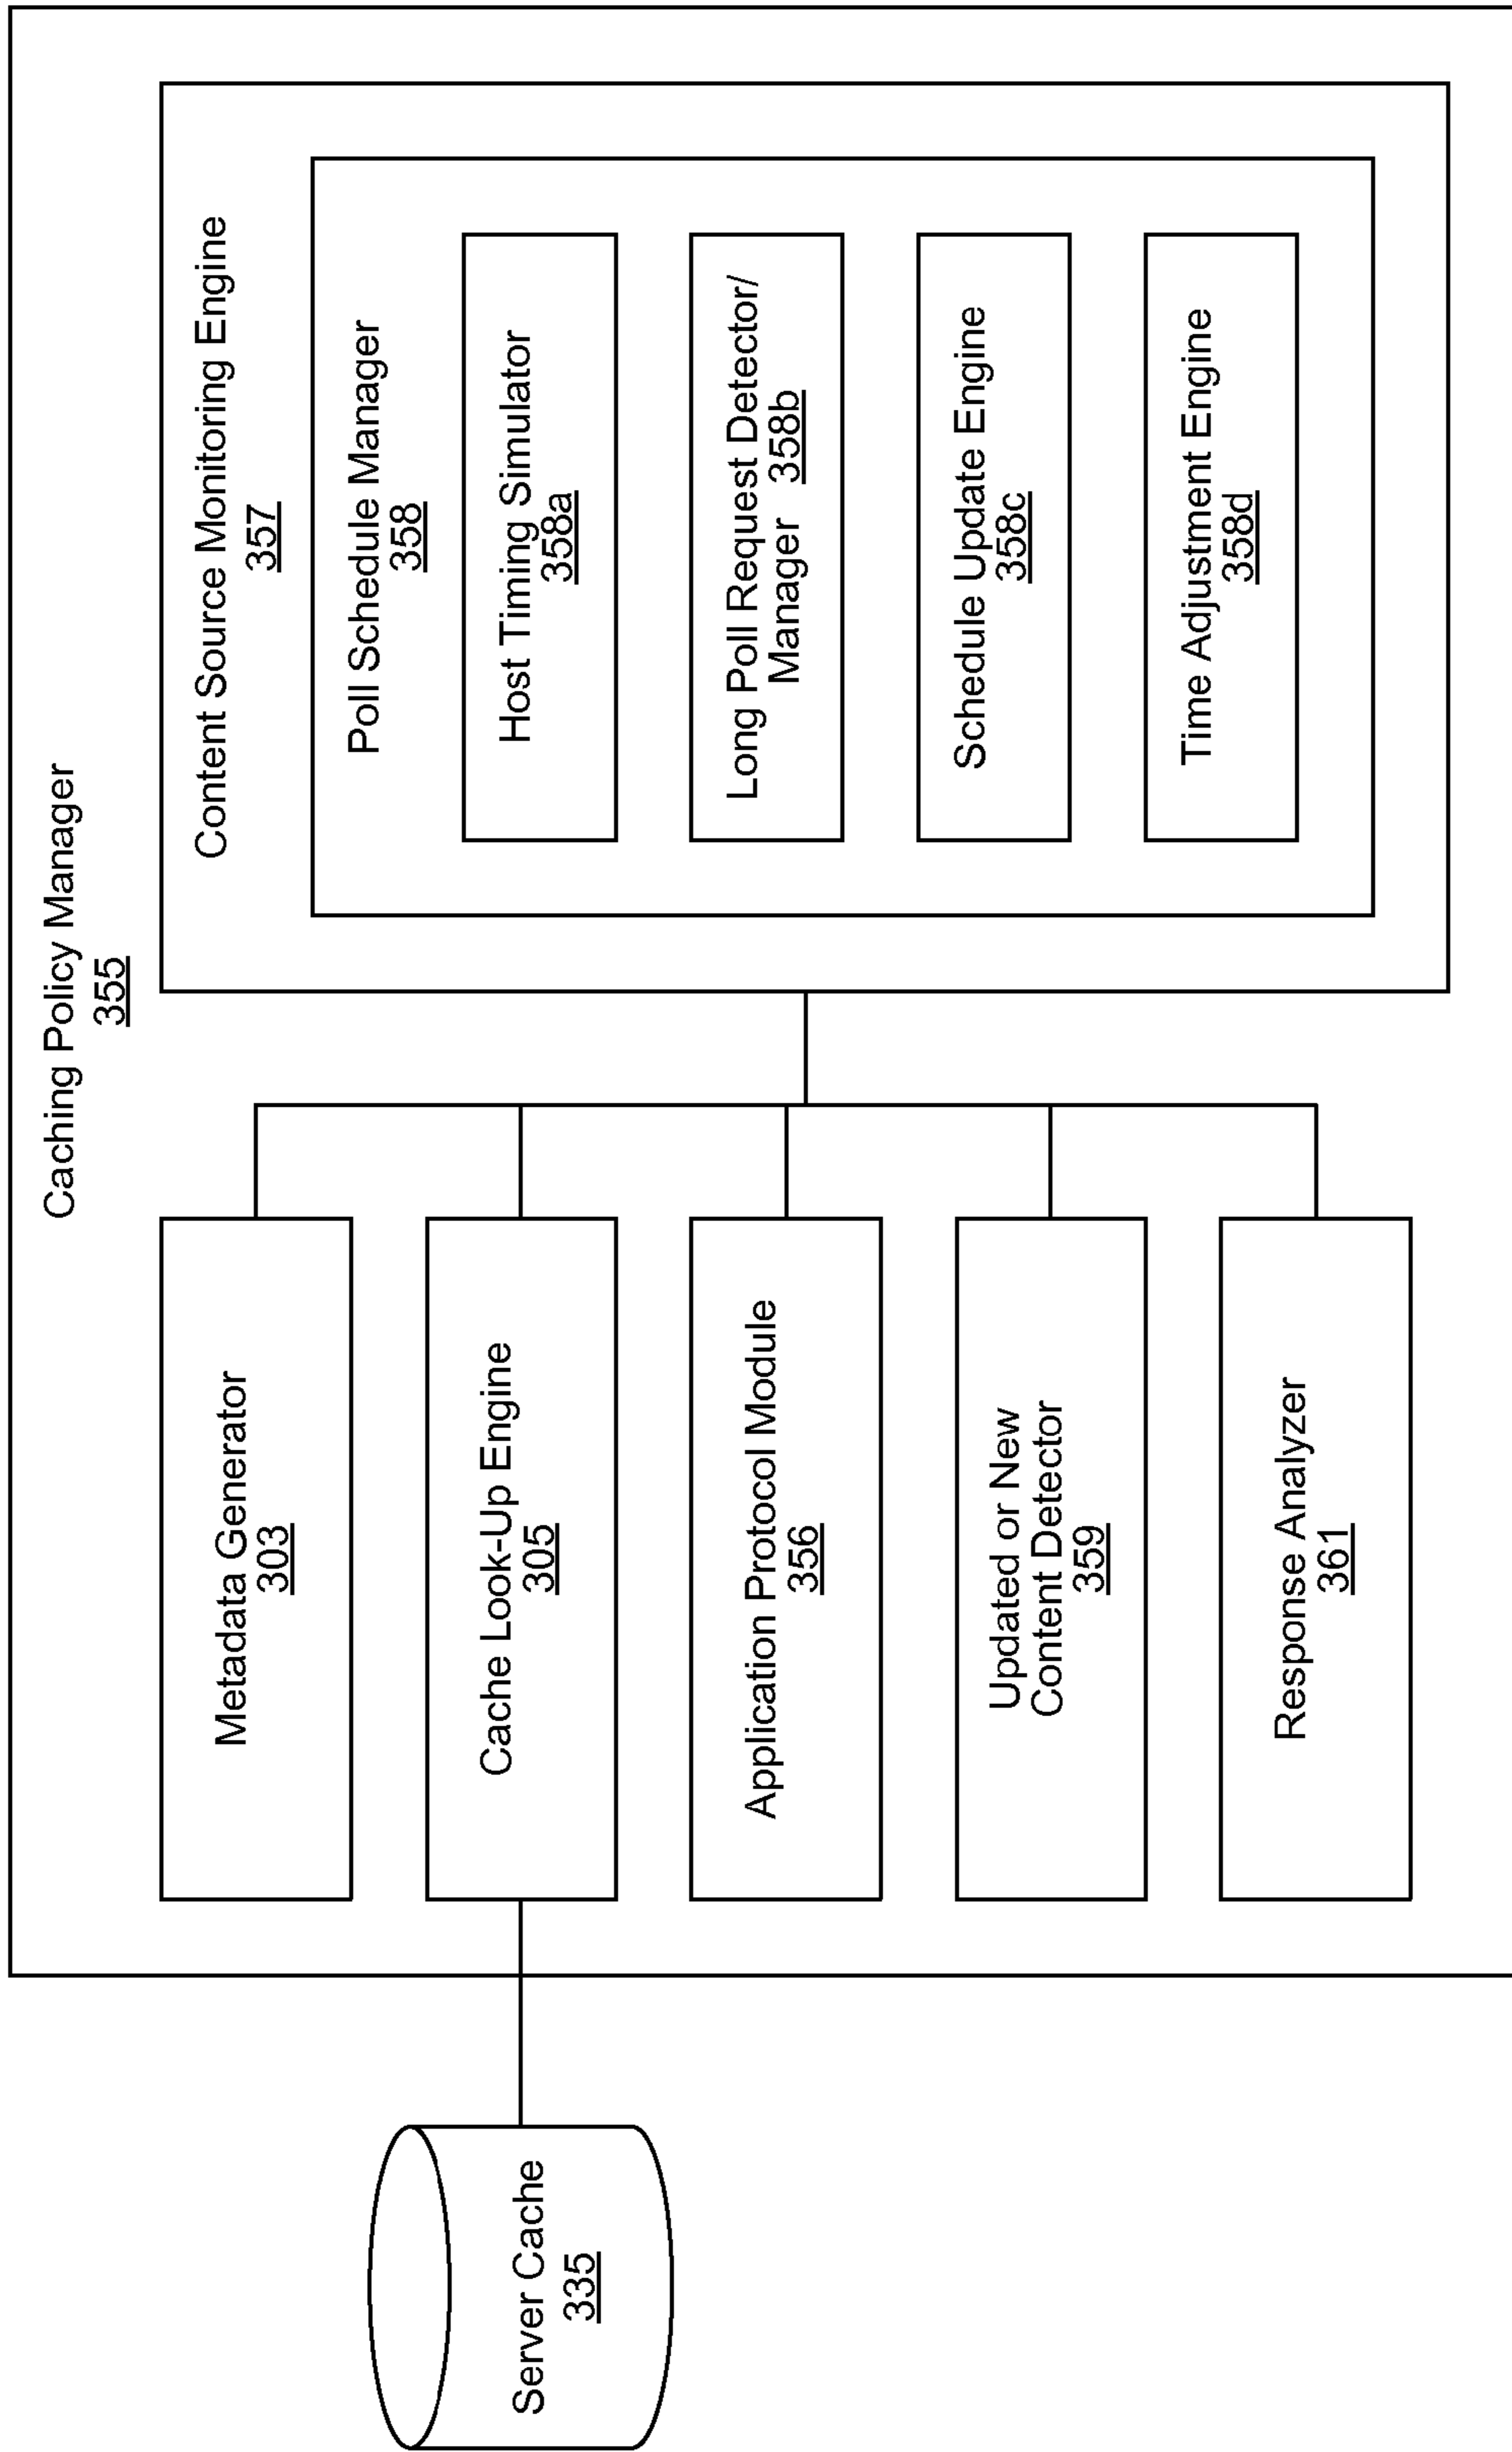 Caching Policy Manager
355
Server Cache
335
Metadata Generator
303
Cache Look-Up Engine
305
Application Protocol Module
356
Updated or New
Content Detector
359
Response Analyzer
361
Content Source Monitoring Engine
357
Poll Schedule Manager
358
Host Timing Simulator
358a
Long Poll Request Detector/
Manager 358b
Schedule Update Engine
358c
Time Adjustment Engine
358d